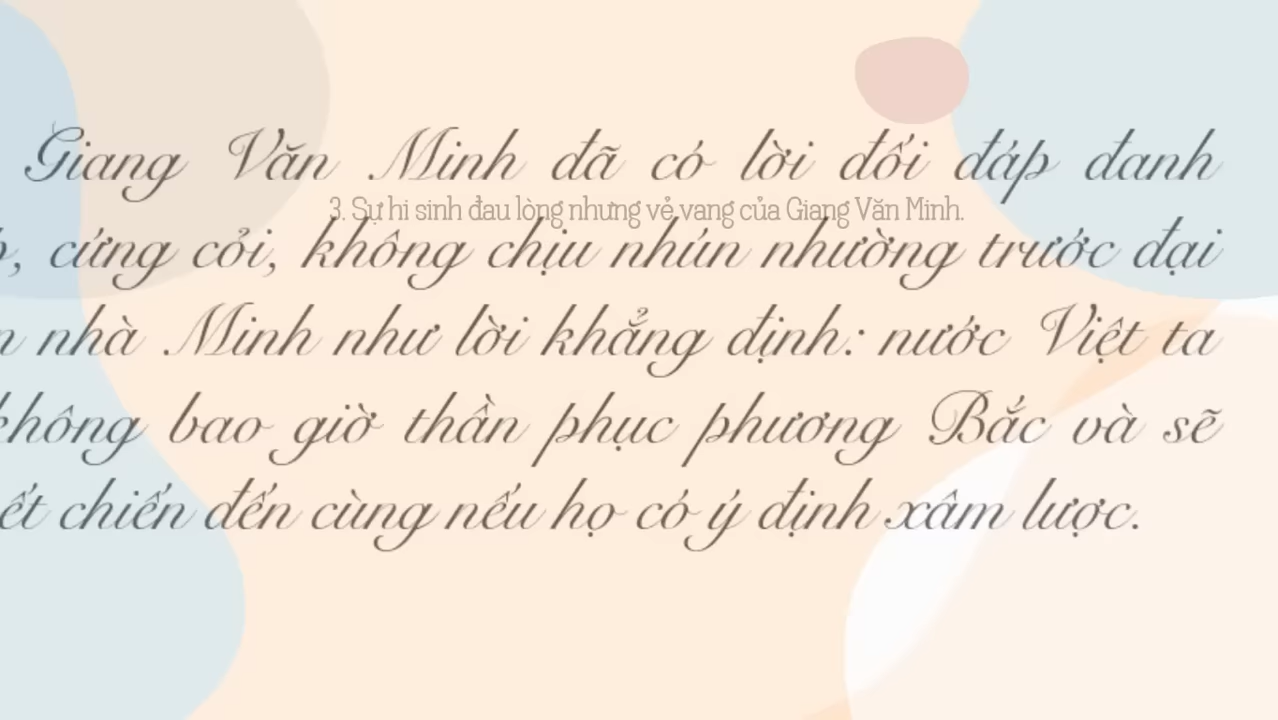 Giang Văn Minh đã có lời đối đáp đanh
3. Sự hi sinh đau lòng nhưng vẻ vang của Giang Văn Minh.
cứng cỏi, không chịu nhún nhường trước đại
nhà Minh như lời khẳng định: nước Việt ta
không bao giờ thần phục phương Bắc và sẽ
chiến đến cùng nếu họ có ý định xâm lược.